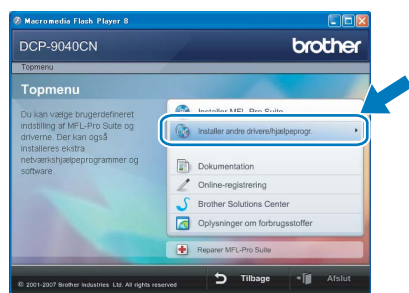 Macromedia Flash Player 8
DCP-9040CN
brother
Topmenu
Topmenu
Du kan vælge brugerdefineret
indstilling af MFL-Pro Suite og
driverne. Der kan også
installeres ekstra
netværkshjælpeprogrammer og
software.
Installer MFL-Pro Suite
Installer andre drivere/hjælpeprogr.
Dokumentation
Online-registrering
Brother Solutions Center
Oplysninger om forbrugsstoffer
Reparer MFL-Pro Suite
© 2001-2007 Brother Industries Ltd. All rights reserved
Tilbage
Afslut